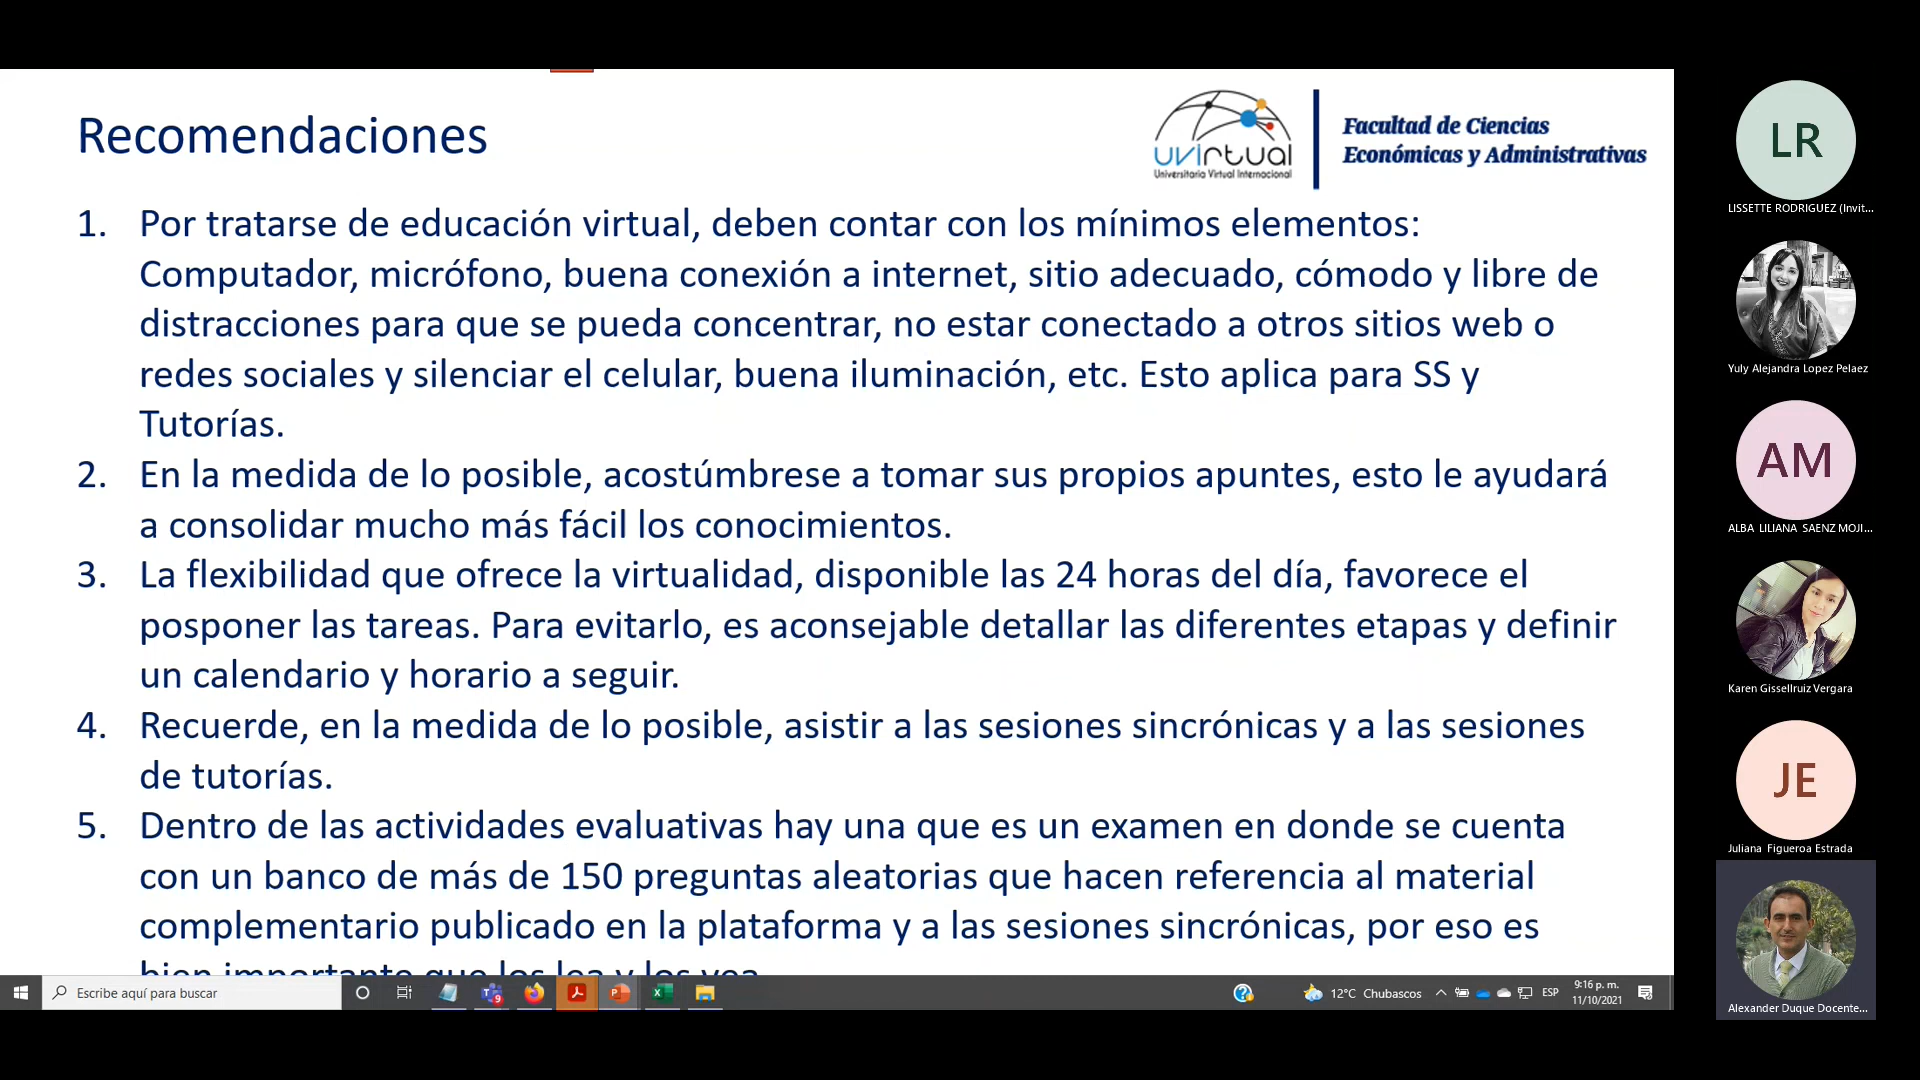 Recomendaciones
uvirtual
Universitaria Virtual Internacional
Facultad de Ciencias
Económicas y Administrativas
1. Por tratarse de educación virtual, deben contar con los mínimos elementos:
Computador, micrófono, buena conexión a internet, sitio adecuado, cómodo y libre de
distracciones para que se pueda concentrar, no estar conectado a otros sitios web o
redes sociales y silenciar el celular, buena iluminación, etc. Esto aplica para SS y
Tutorías.
2. En la medida de lo posible, acostúmbrese a tomar sus propios apuntes, esto le ayudará
a consolidar mucho más fácil los conocimientos.
3. La flexibilidad que ofrece la virtualidad, disponible las 24 horas del día, favorece el
posponer las tareas. Para evitarlo, es aconsejable detallar las diferentes etapas y definir
un calendario y horario a seguir.
4. Recuerde, en la medida de lo posible, asistir a las sesiones sincrónicas y a las sesiones
de tutorías.
5. Dentro de las actividades evaluativas hay una que es un examen en donde se cuenta
con un banco de más de 150 preguntas aleatorias que hacen referencia al material
complementario publicado en la plataforma y a las sesiones sincrónicas, por eso es
bien importante que los lea y los vea
Escribe aquí para buscar
9
12°C Chubascos
ESP
9:16 p. m.
11/10/2021
LR
LISSETTE RODRIGUEZ (Invit...
Yuly Alejandra Lopez Pelaez
AM
ALBA LILIANA SAENZ MOJI...
Karen Gissellruiz Vergara
JE
Juliana Figueroa Estrada
Alexander Duque Docente...